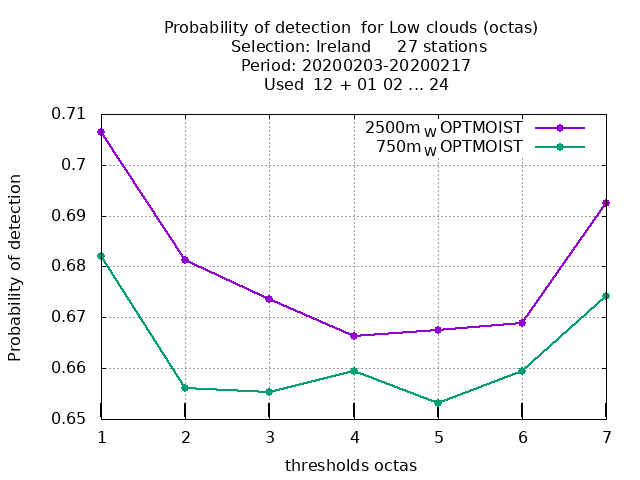 Probability of detection  for Low clouds (octas)
Selection: Ireland     27 stations
Period: 20200203-20200217
Used  12 + 01 02 ... 24
0.71
0.7
0.69
0.68
0.67
0.66
0.65
Probability of detection
2500m W OPTMOIST
750m W OPTMOIST
1 2 3 4 5 6 7
thresholds octas